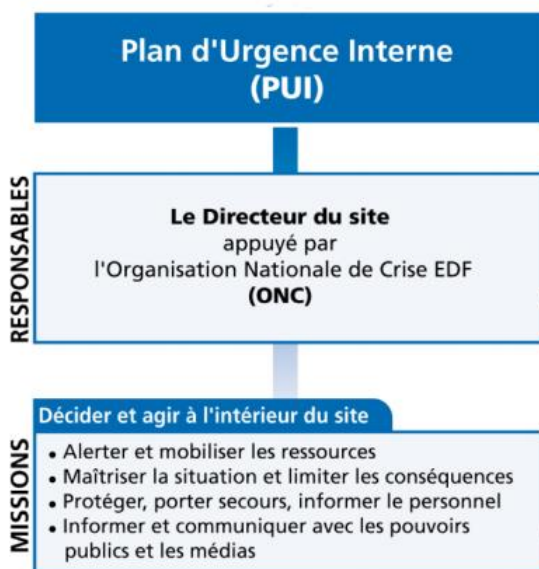 Plan d'Urgence Interne
(PUI)
RESPONSABLES
Le Directeur du site
appuyé par
l'Organisation Nationale de Crise EDF
(ONC)
MISSIONS
Décider et agir à l'intérieur du site
• Alerter et mobiliser les ressources
• Maîtriser la situation et limiter les conséquences
• Protéger, porter secours, informer le personnel
• Informer et communiquer avec les pouvoirs
publics et les médias